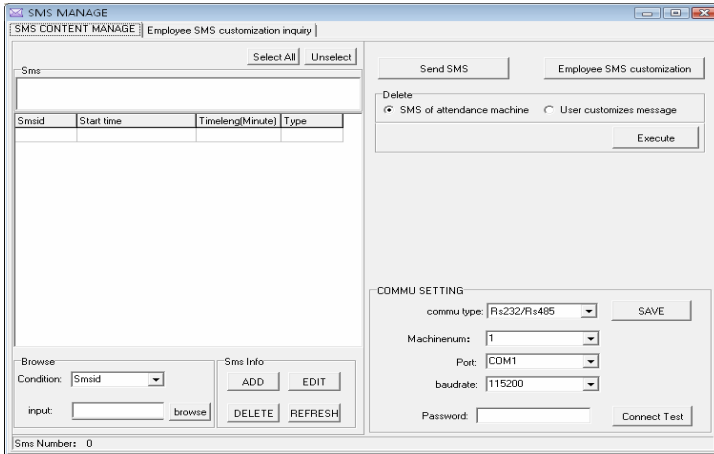 SMS MANAGE
SMS CONTENT MANAGE
Employee SMS customization inquiry
Select All
Unselect
Sms
Smsid
Start time
Timeleng(Minute)
Type
Browse
Condition:
Smsid
input:
browse
Sms Info
ADD
EDIT
DELETE
REFRESH
Send SMS
Employee SMS customization
Delete
SMS of attendance machine
User customizes message
Execute
COMMU SETTING
commu type:
Rs232/Rs485
SAVE
Machinenum:
1
Port:
COM1
baudrate:
115200
Password:
Connect Test
Sms Number: 0